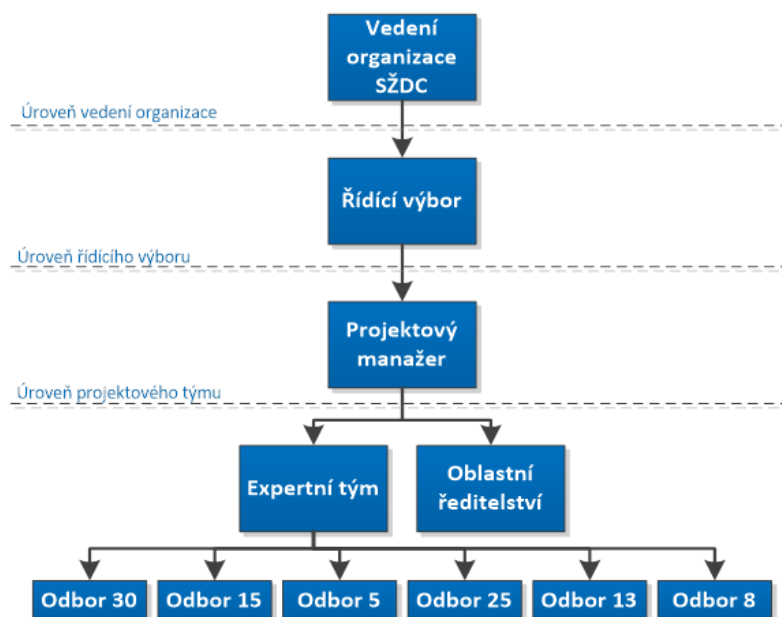 Vedení
organizace
SŽDC
Úroveň vedení organizace
Řídící výbor
Úroveň řídícího výboru
Projektový
manažer
Úroveň projektového týmu
Expertní tým
Oblastní
ředitelství
Odbor 30
Odbor 15
Odbor 5
Odbor 25
Odbor 13
Odbor 8